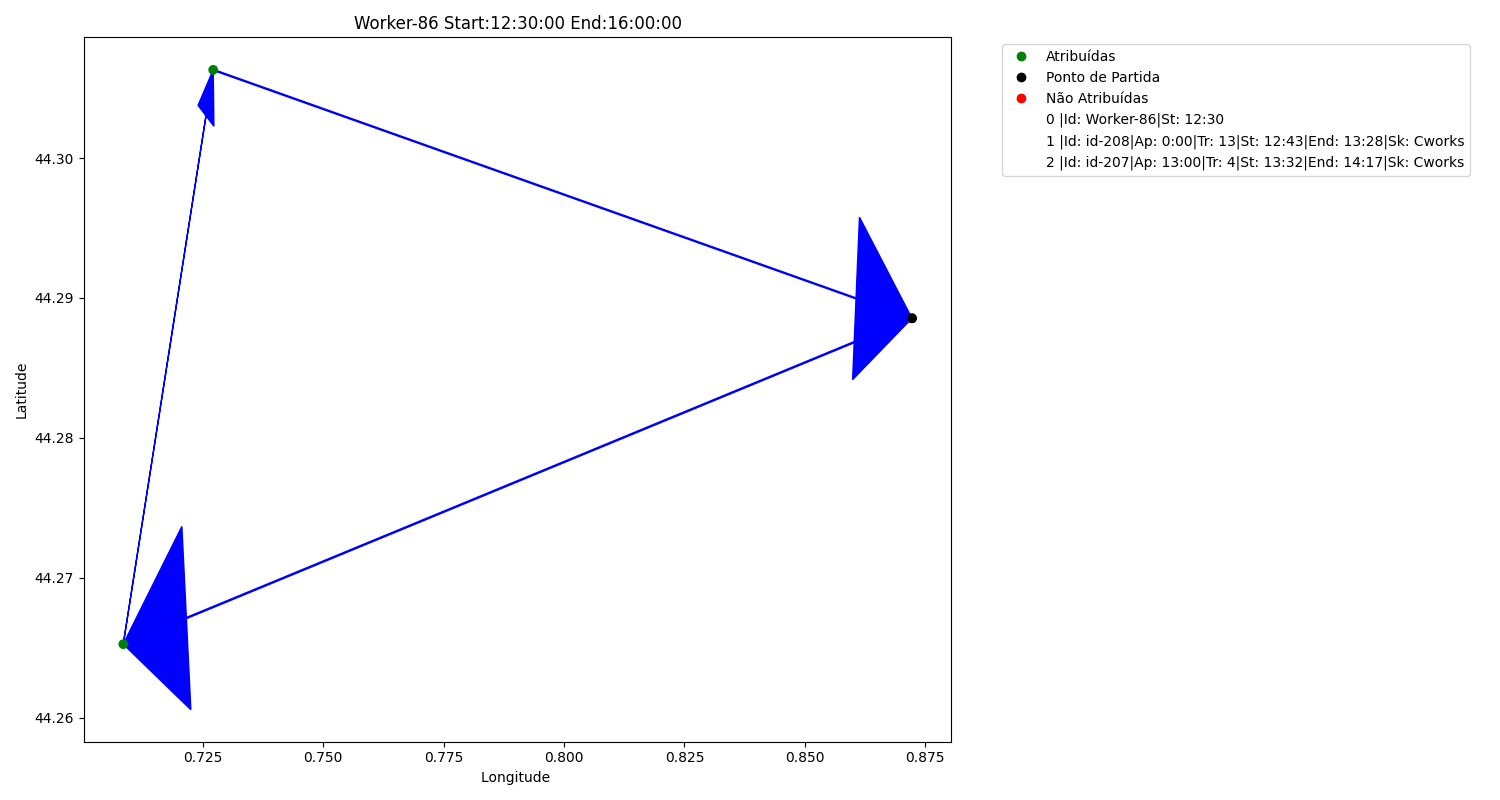 Worker-86 Start:12:30:00 End:16:00:00
Atribuídas
Ponto de Partida
Não Atribuídas
0 |Id: Worker-86|St: 12:30
1 |Id: id-208|Ap: 0:00|Tr: 13|St: 12:43|End: 13:28|Sk: Cworks
2 |Id: id-207|Ap: 13:00|Tr: 4|St: 13:32|End: 14:17|Sk: Cworks
Latitude
44.30
44.29
44.28
44.27
44.26
0.725 0.750 0.775 0.800 0.825 0.850 0.875
Longitude